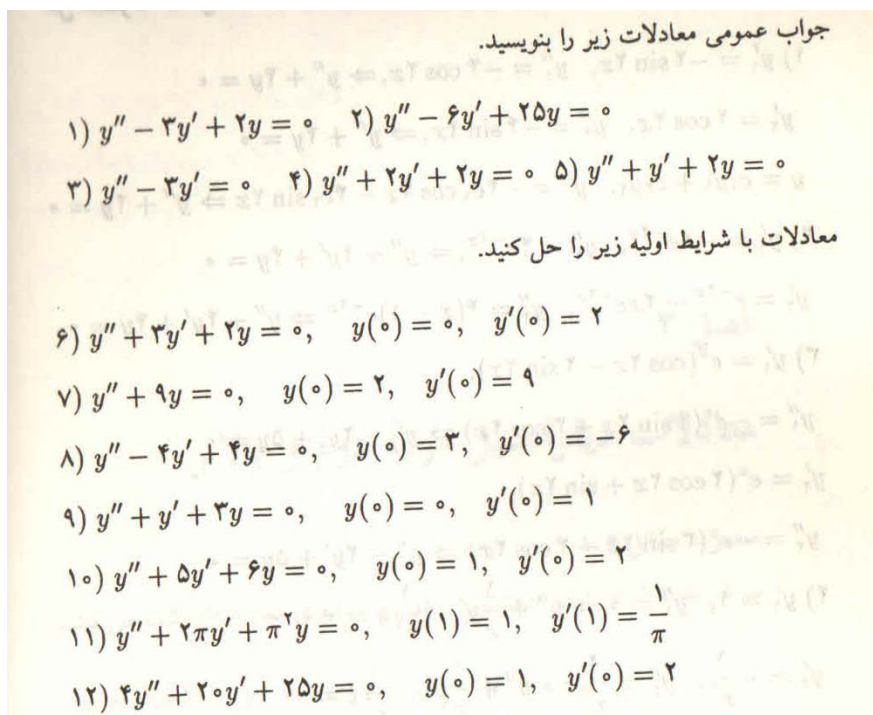 جواب عمومی معادلات زیر را بنویسید.
۱) y″ − ۳y′ + ۲y = ۰    ۲) y″ − ۶y′ + ۲۵y = ۰
۳) y″ − ۳y′ = ۰    ۴) y″ + ۲y′ + ۲y = ۰    ۵) y″ + y′ + ۲y = ۰
معادلات با شرایط اولیه زیر را حل کنید.
۶) y″ + ۳y′ + ۲y = ۰,    y(۰) = ۰,    y′(۰) = ۲
۷) y″ + ۹y = ۰,    y(۰) = ۲,    y′(۰) = ۹
۸) y″ − ۴y′ + ۴y = ۰,    y(۰) = ۳,    y′(۰) = −۶
۹) y″ + y′ + ۳y = ۰,    y(۰) = ۰,    y′(۰) = ۱
۱۰) y″ + ۵y′ + ۶y = ۰,    y(۰) = ۱,    y′(۰) = ۲
۱۱) y″ + ۲πy′ + π۲y = ۰,    y(۱) = ۱,    y′(۱) = ۱/π
۱۲) ۴y″ + ۲۰y′ + ۲۵y = ۰,    y(۰) = ۱,    y′(۰) = ۲